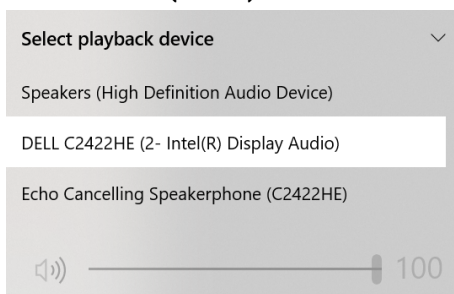 Select playback device
Speakers (High Definition Audio Device)
DELL C2422HE (2- Intel(R) Display Audio)
Echo Cancelling Speakerphone (C2422HE)
100